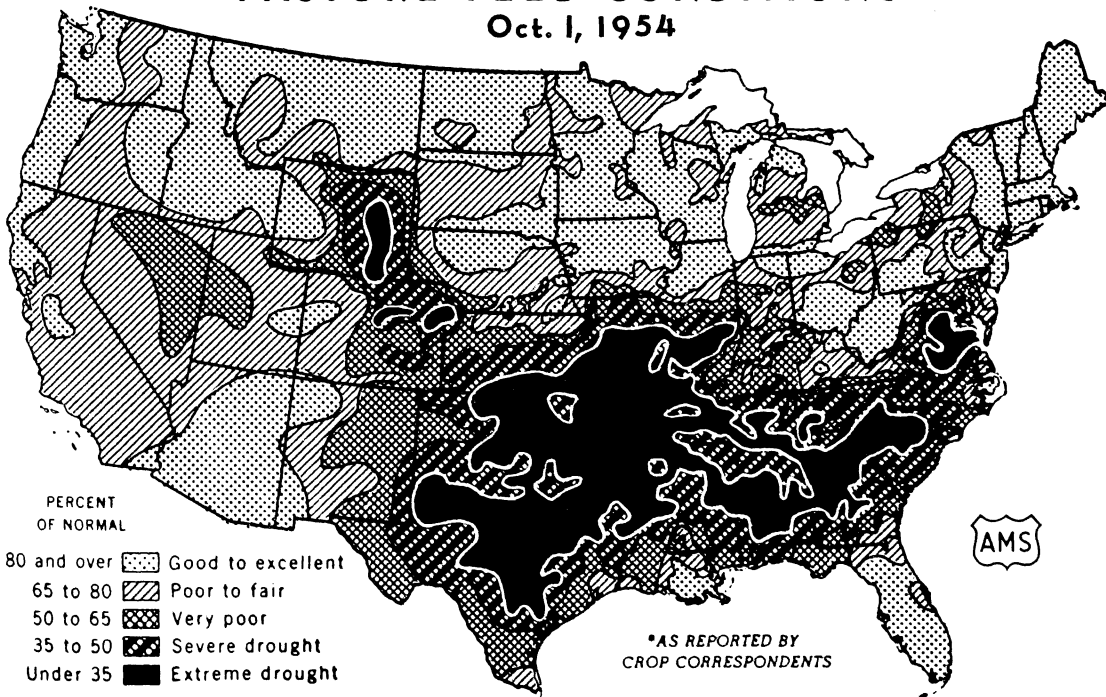 Oct. 1, 1954
PERCENT
OF NORMAL
80 and over Good to excellent
65 to 80 Poor to fair
50 to 65 Very poor
35 to 50 Severe drought
Under 35 Extreme drought
*AS REPORTED BY
CROP CORRESPONDENTS
AMS